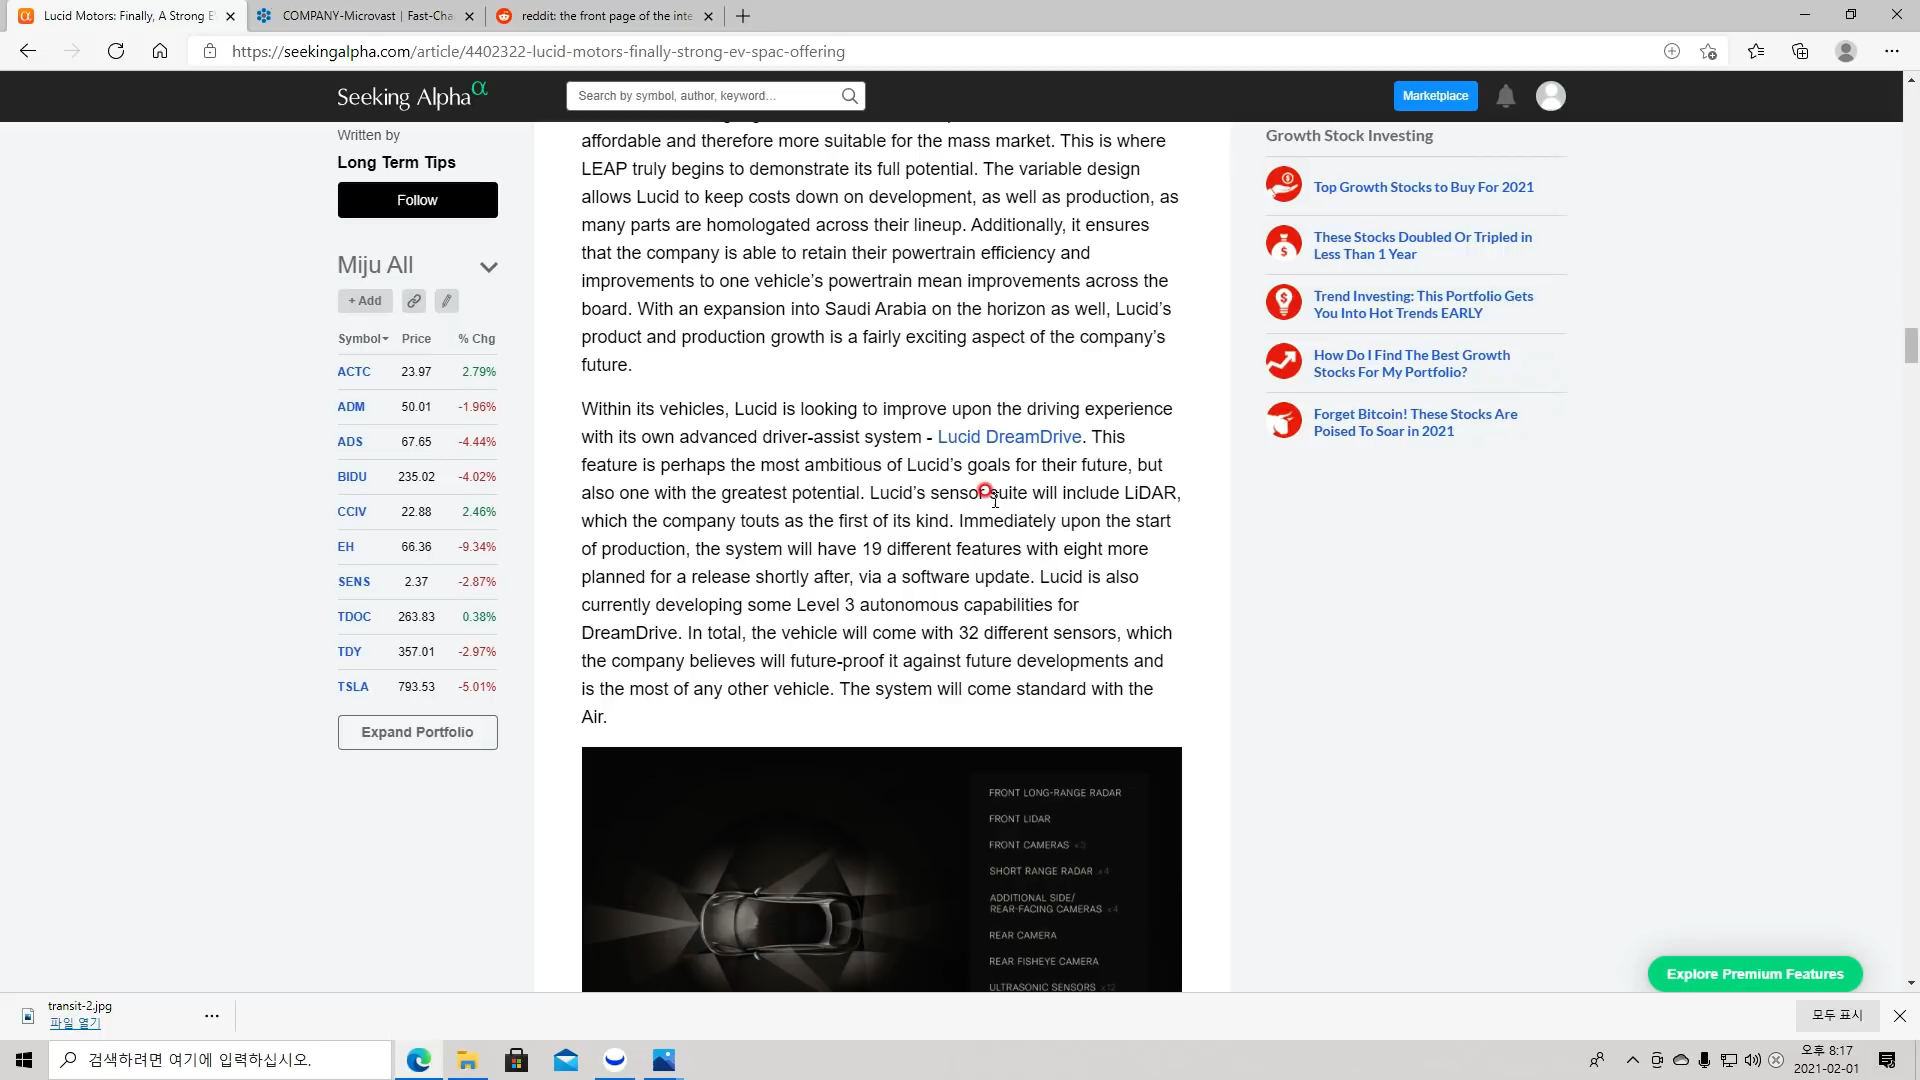 Lucid Motors: Finally, A Strong E
COMPANY-Microvast | Fast-Cha
reddit: the front page of the inte
https://seekingalpha.com/article/4402322-lucid-motors-finally-strong-ev-spac-offering
Seeking Alpha α
Search by symbol, author, keyword...
Marketplace
Written by
Long Term Tips
Follow
Miju All
+ Add
Symbol Price % Chg
ACTC 23.97 2.79%
ADM 50.01 -1.96%
ADS 67.65 -4.44%
BIDU 235.02 -4.02%
CCIV 22.88 2.46%
EH 66.36 -9.34%
SENS 2.37 -2.87%
TDOC 263.83 0.38%
TDY 357.01 -2.97%
TSLA 793.53 -5.01%
Expand Portfolio
affordable and therefore more suitable for the mass market. This is where
LEAP truly begins to demonstrate its full potential. The variable design
allows Lucid to keep costs down on development, as well as production, as
many parts are homologated across their lineup. Additionally, it ensures
that the company is able to retain their powertrain efficiency and
improvements to one vehicle's powertrain mean improvements across the
board. With an expansion into Saudi Arabia on the horizon as well, Lucid's
product and production growth is a fairly exciting aspect of the company's
future.
Within its vehicles, Lucid is looking to improve upon the driving experience
with its own advanced driver-assist system - Lucid DreamDrive. This
feature is perhaps the most ambitious of Lucid's goals for their future, but
also one with the greatest potential. Lucid's sensor suite will include LiDAR,
which the company touts as the first of its kind. Immediately upon the start
of production, the system will have 19 different features with eight more
planned for a release shortly after, via a software update. Lucid is also
currently developing some Level 3 autonomous capabilities for
DreamDrive. In total, the vehicle will come with 32 different sensors, which
the company believes will future-proof it against future developments and
is the most of any other vehicle. The system will come standard with the
Air.
FRONT LONG-RANGE RADAR
FRONT LIDAR
FRONT CAMERAS
SHORT RANGE RADAR x4
ADDITIONAL SIDE/
REAR-FACING CAMERAS x4
REAR CAMERA
REAR FISHEYE CAMERA
ULTRASONIC SENSORS x12
Growth Stock Investing
Top Growth Stocks to Buy For 2021
These Stocks Doubled Or Tripled in
Less Than 1 Year
Trend Investing: This Portfolio Gets
You Into Hot Trends EARLY
How Do I Find The Best Growth
Stocks For My Portfolio?
Forget Bitcoin! These Stocks Are
Poised To Soar in 2021
Explore Premium Features
transit-2.jpg
파일 열기
모두 표시
검색하려면 여기에 입력하십시오.
오후 8:17
2021-02-01